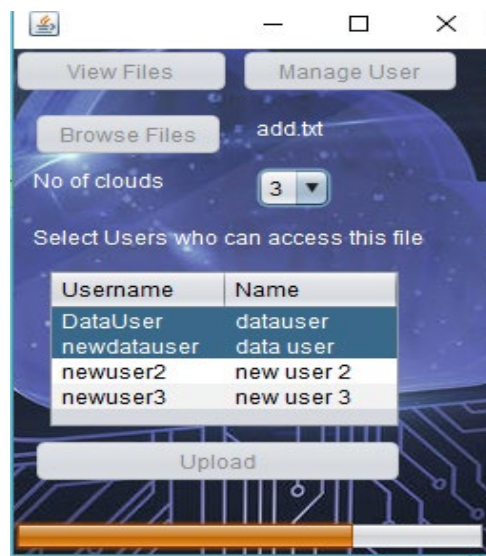 View Files Manage User
Browse Files add.txt
No of clouds 3
Select Users who can access this file
Username Name
DataUser datauser
newdatauser data user
newuser2 new user 2
newuser3 new user 3
Upload